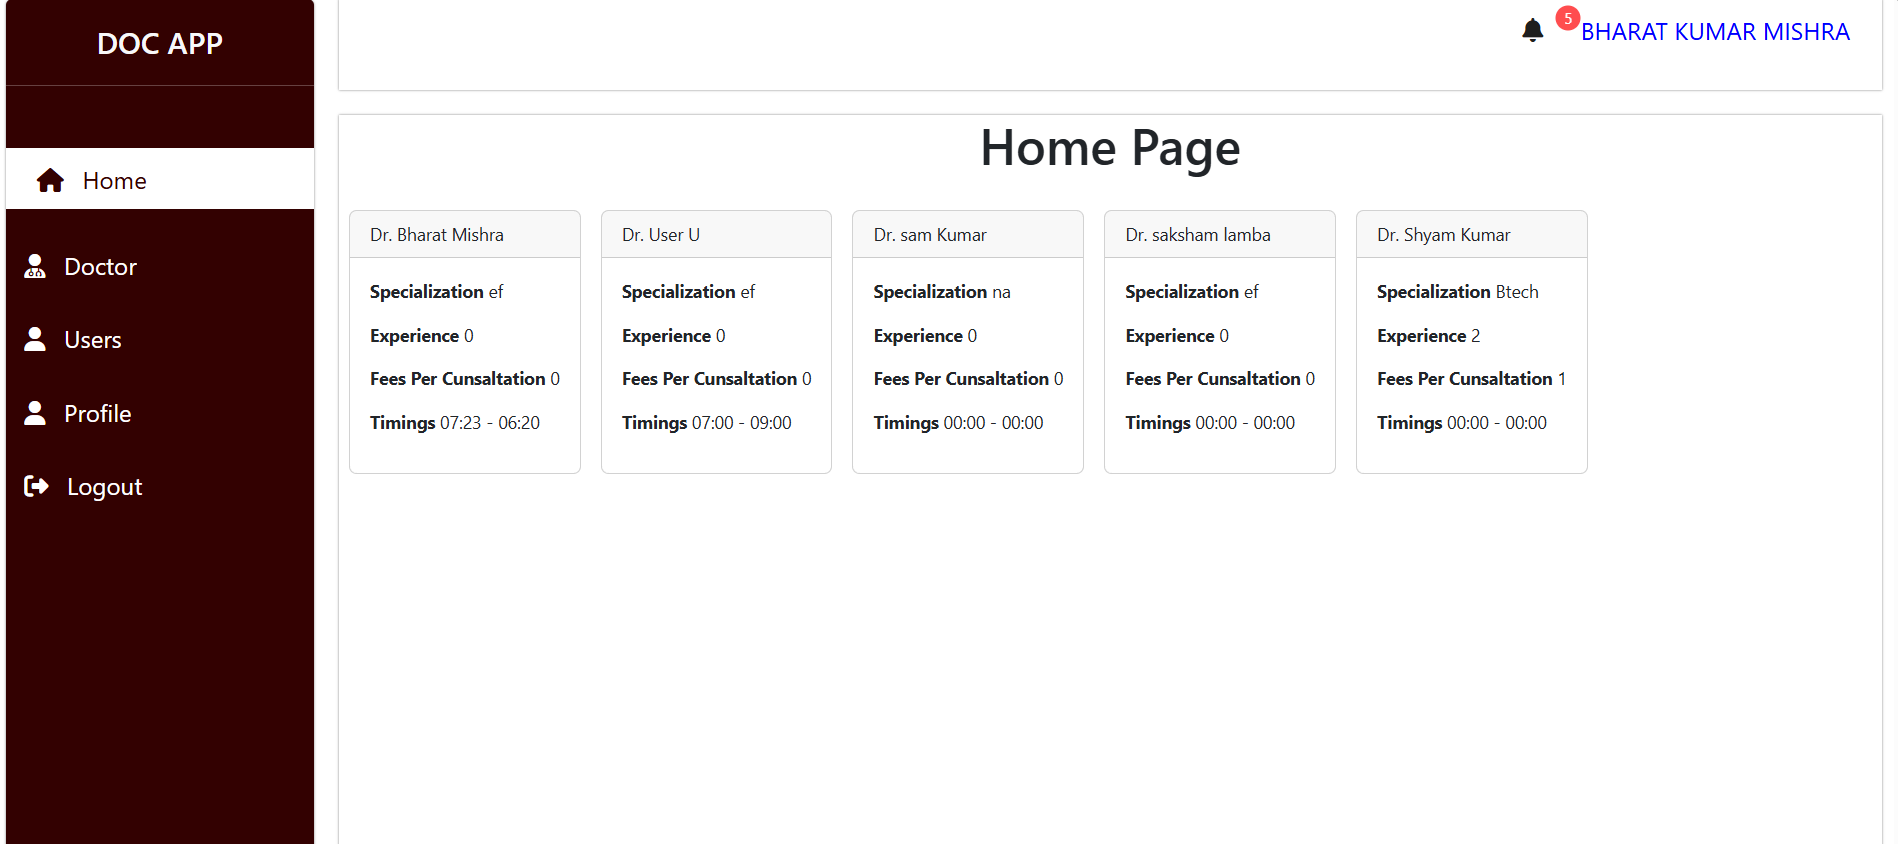 DOC APP
Home
Doctor
Users
Profile
Logout
5
BHARAT KUMAR MISHRA
Home Page
Dr. Bharat Mishra
Specialization ef
Experience 0
Fees Per Cunsaltation 0
Timings 07:23 - 06:20
Dr. User U
Specialization ef
Experience 0
Fees Per Cunsaltation 0
Timings 07:00 - 09:00
Dr. sam Kumar
Specialization na
Experience 0
Fees Per Cunsaltation 0
Timings 00:00 - 00:00
Dr. saksham lamba
Specialization ef
Experience 0
Fees Per Cunsaltation 0
Timings 00:00 - 00:00
Dr. Shyam Kumar
Specialization Btech
Experience 2
Fees Per Cunsaltation 1
Timings 00:00 - 00:00